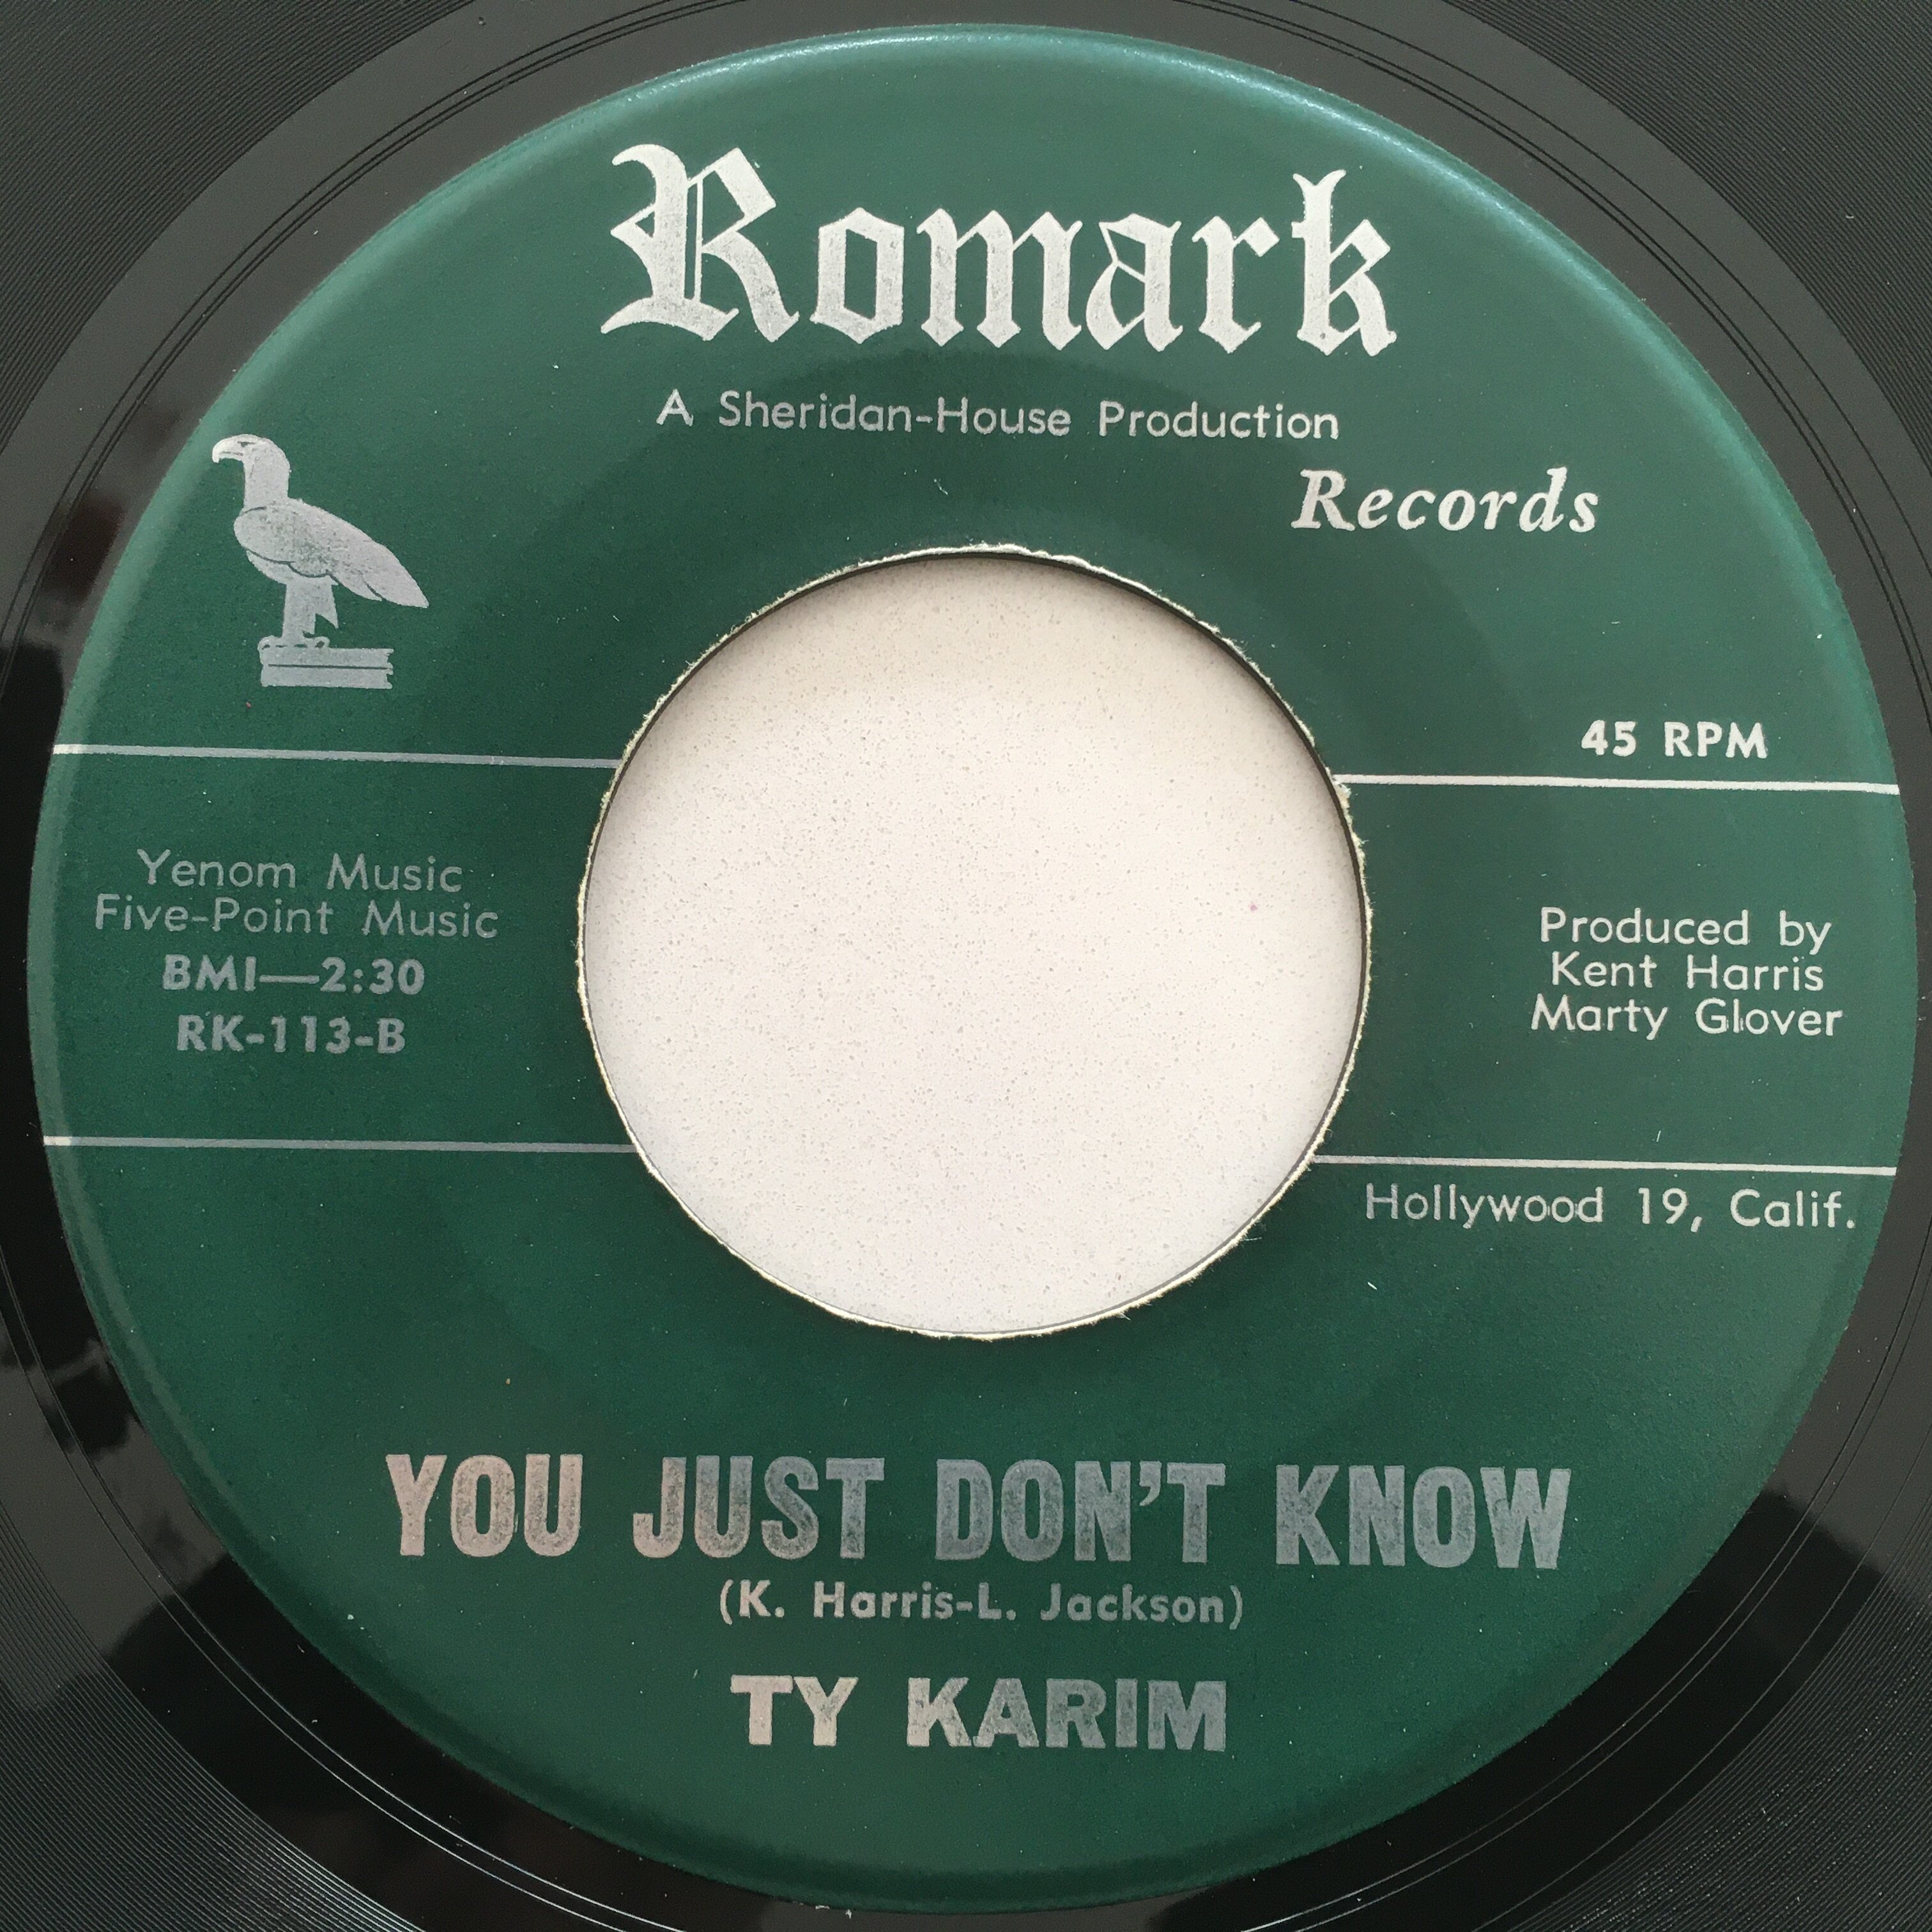 Romark
A Sheridan-House Production
Records
45 RPM
Yenom Music
Five-Point Music
BMI—2:30
RK-113-B
Produced by
Kent Harris
Marty Glover
Hollywood 19, Calif.
YOU JUST DON'T KNOW
(K. Harris-L. Jackson)
TY KARIM